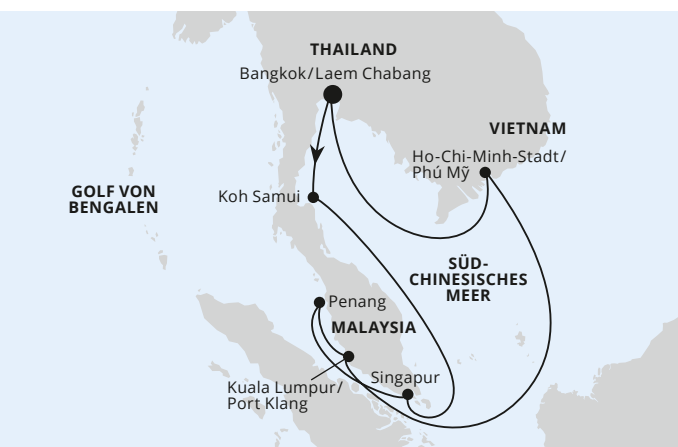 THAILAND
Bangkok/Laem Chabang
VIETNAM
Ho-Chi-Minh-Stadt/
Phú Mỹ
GOLF VON
BENGALEN
Koh Samui
SÜD-
CHINESISCHES
MEER
Penang
MALAYSIA
Singapur
Kuala Lumpur/
Port Klang